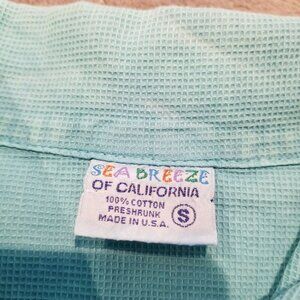 SEA BREEZE
OF CALIFORNIA
100% COTTON
PRESHRUNK
MADE IN U.S.A.
S